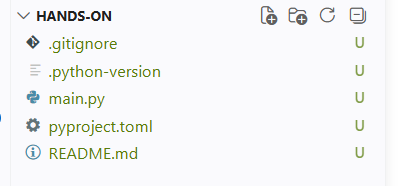 HANDS-ON
.gitignore U
.python-version U
main.py U
pyproject.toml U
README.md U